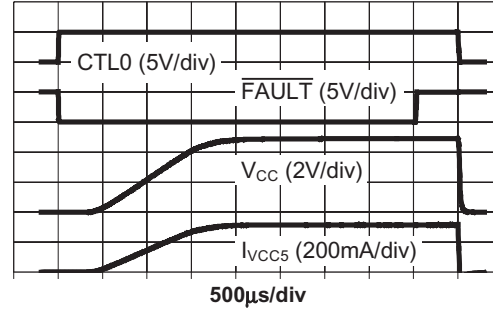 CTL0 (5V/div)
FAULT (5V/div)
VCC (2V/div)
IVCC5 (200mA/div)
500µs/div